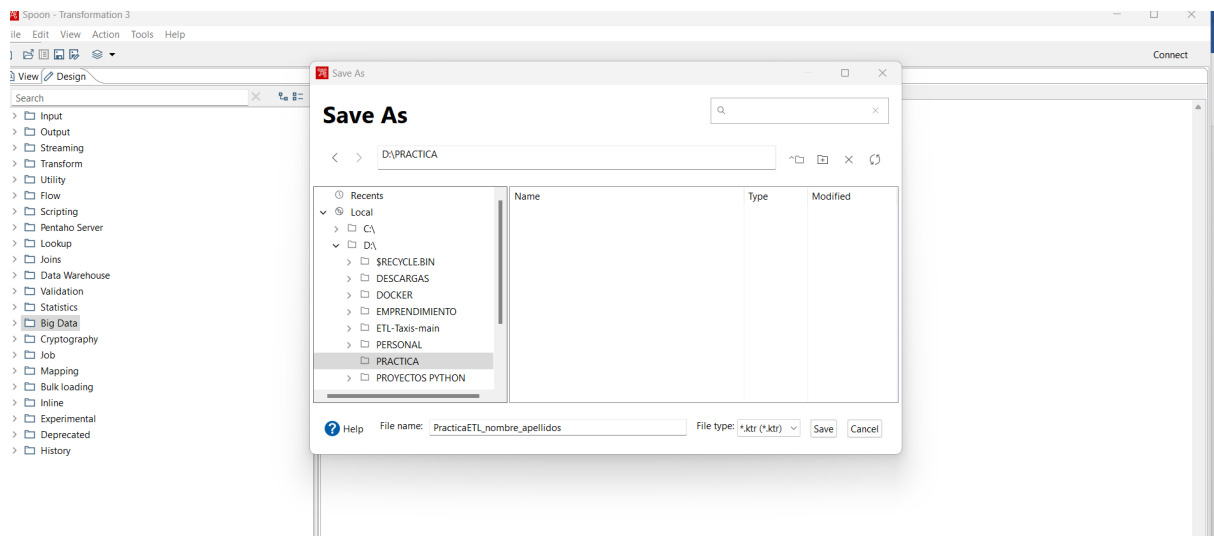 Spoon - Transformation 3
ile Edit View Action Tools Help
Connect
View Design
Search
Input
Output
Streaming
Transform
Utility
Flow
Scripting
Pentaho Server
Lookup
Joins
Data Warehouse
Validation
Statistics
Big Data
Cryptography
Job
Mapping
Bulk loading
Inline
Experimental
Deprecated
History
Save As
Save As
D:\PRACTICA
Recents
Local
C:\
D:\
$RECYCLE.BIN
DESCARGAS
DOCKER
EMPRENDIMIENTO
ETL-Taxis-main
PERSONAL
PRACTICA
PROYECTOS PYTHON
Name Type Modified
Help File name: PracticaETL_nombre_apellidos File type: *.ktr (*.ktr) Save Cancel